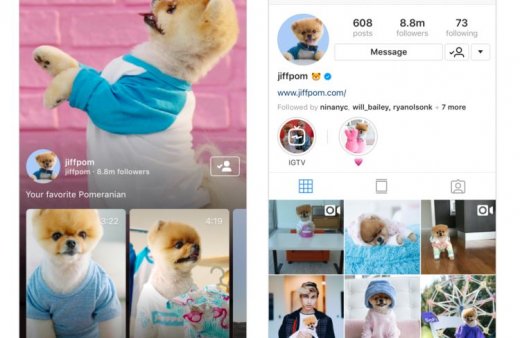 jiffpom
jiffpom · 8.8m followers
Your favorite Pomeranian
3:22
4:19
608
8.8m
73
posts
followers
following
Message
jiffpom
www.jiffpom.com/
Followed by ninanyc, will_bailey, ryanolsonk + 7 more
IGTV